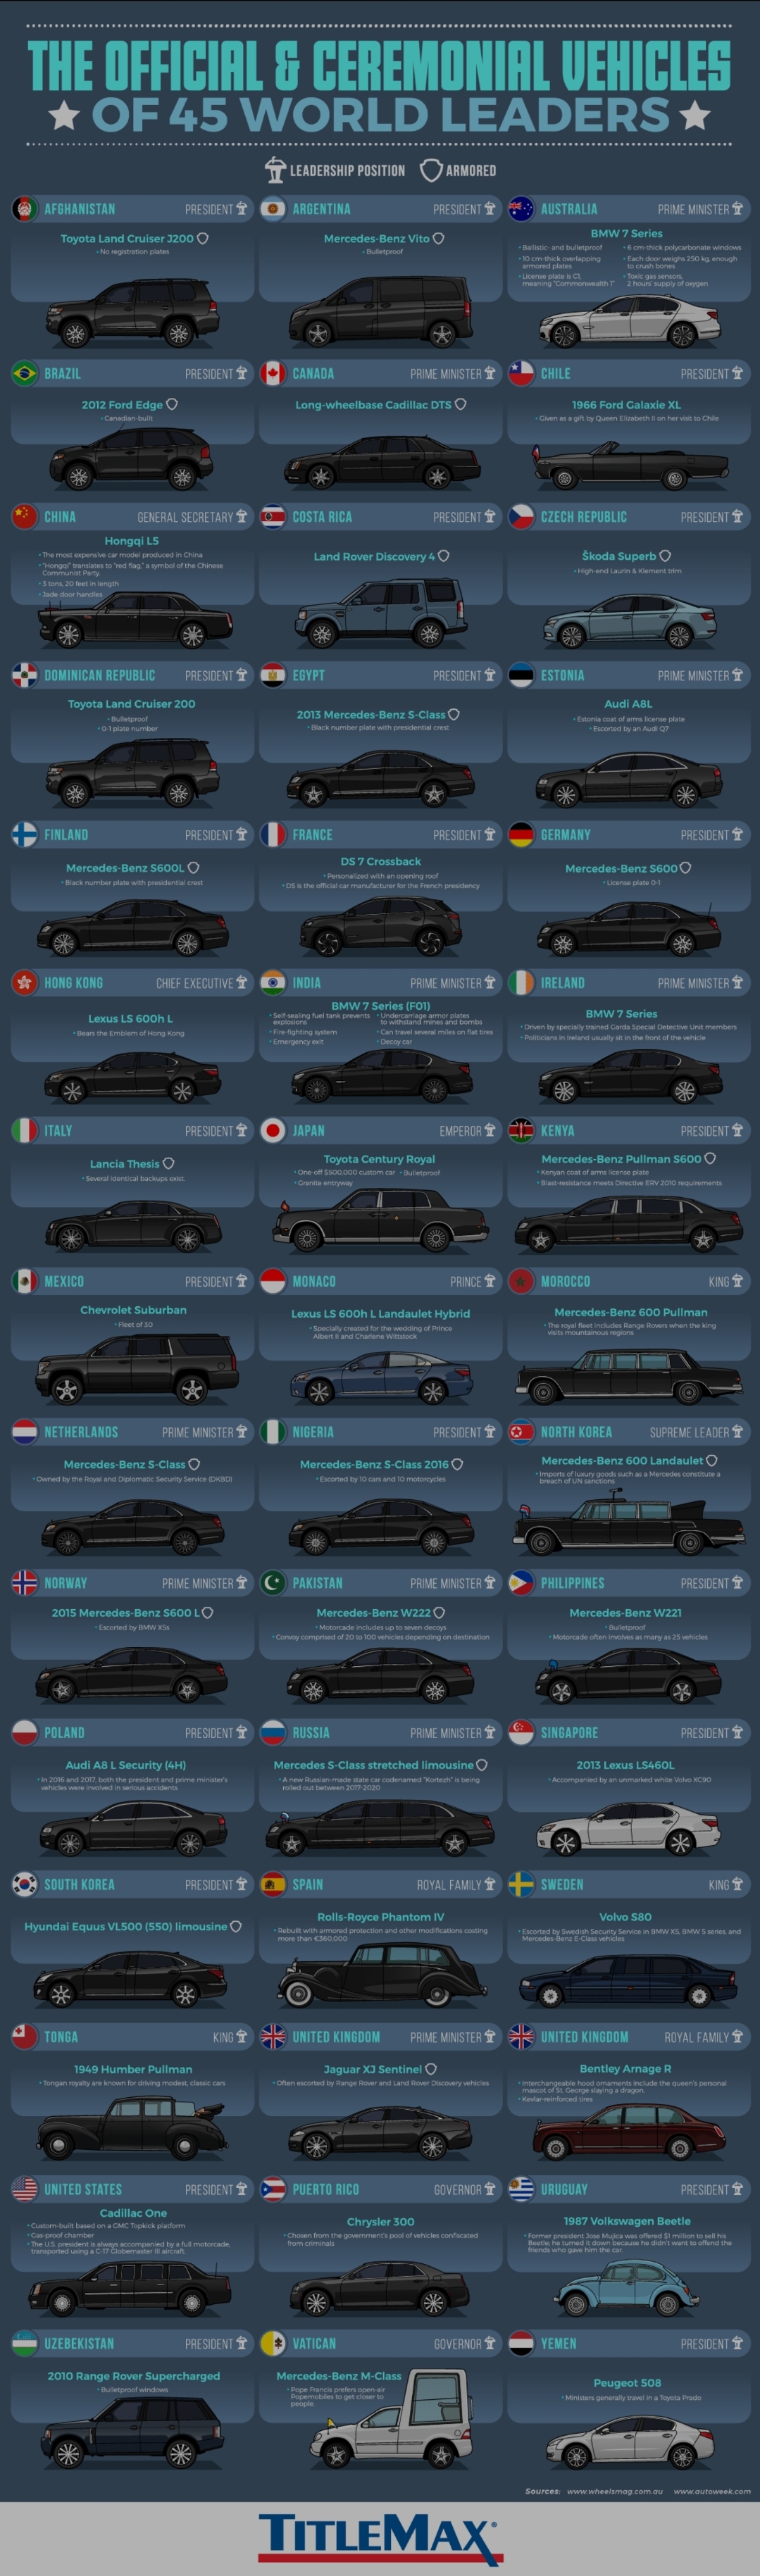 THE OFFICIAL & CEREMONIAL VEHICLES
OF 45 WORLD LEADERS
LEADERSHIP POSITION ARMORED
AFGHANISTAN PRESIDENT
Toyota Land Cruiser J200
• No registration plates
ARGENTINA PRESIDENT
Mercedes-Benz Vito
• Bulletproof
AUSTRALIA PRIME MINISTER
BMW 7 Series
• Ballistic- and bulletproof
• 10 cm-thick overlapping
armored plates
• License plate is C1,
meaning "Commonwealth 1"
• 6 cm-thick polycarbonate windows
• Each door weighs 250 kg, enough
to crush bones
• Toxic gas sensors,
2 hours' supply of oxygen
BRAZIL PRESIDENT
2012 Ford Edge
• Canadian-built
CANADA PRIME MINISTER
Long-wheelbase Cadillac DTS
CHILE PRESIDENT
1966 Ford Galaxie XL
• Given as a gift by Queen Elizabeth II on her visit to Chile
CHINA GENERAL SECRETARY
Hongqi L5
• The most expensive car model produced in China
• "Hongqi" translates to "red flag," a symbol of the Chinese
Communist Party.
• 3 tons, 20 feet in length
• Jade door handles
COSTA RICA PRESIDENT
Land Rover Discovery 4
CZECH REPUBLIC PRESIDENT
Škoda Superb
• High-end Laurin & Klement trim
DOMINICAN REPUBLIC PRESIDENT
Toyota Land Cruiser 200
• Bulletproof
• 0-1 plate number
EGYPT PRESIDENT
2013 Mercedes-Benz S-Class
• Black number plate with presidential crest
ESTONIA PRIME MINISTER
Audi A8L
• Estonia coat of arms license plate
• Escorted by an Audi Q7
FINLAND PRESIDENT
Mercedes-Benz S600L
• Black number plate with presidential crest
FRANCE PRESIDENT
DS 7 Crossback
• Personalized with an opening roof
• DS is the official car manufacturer for the French presidency
GERMANY PRESIDENT
Mercedes-Benz S600
• License plate 0-1
HONG KONG CHIEF EXECUTIVE
Lexus LS 600h L
• Bears the Emblem of Hong Kong
INDIA PRIME MINISTER
BMW 7 Series (F01)
• Self-sealing fuel tank prevents
explosions
• Fire-fighting system
• Emergency exit
• Undercarriage armor plates
to withstand mines and bombs
• Can travel several miles on flat tires
• Decoy car
IRELAND PRIME MINISTER
BMW 7 Series
• Driven by specially trained Garda Special Detective Unit members
• Politicians in Ireland usually sit in the front of the vehicle
ITALY PRESIDENT
Lancia Thesis
• Several identical backups exist.
JAPAN EMPEROR
Toyota Century Royal
• One-off $500,000 custom car • Bulletproof
• Granite entryway
KENYA PRESIDENT
Mercedes-Benz Pullman S600
• Kenyan coat of arms license plate
• Blast-resistance meets Directive ERV 2010 requirements
MEXICO PRESIDENT
Chevrolet Suburban
• Fleet of 30
MONACO PRINCE
Lexus LS 600h L Landaulet Hybrid
• Specially created for the wedding of Prince
Albert II and Charlene Wittstock
MOROCCO KING
Mercedes-Benz 600 Pullman
• The royal fleet includes Range Rovers when the king
visits mountainous regions
NETHERLANDS PRIME MINISTER
Mercedes-Benz S-Class
• Owned by the Royal and Diplomatic Security Service (DKBD)
NIGERIA PRESIDENT
Mercedes-Benz S-Class 2016
• Escorted by 10 cars and 10 motorcycles
NORTH KOREA SUPREME LEADER
Mercedes-Benz 600 Landaulet
• Imports of luxury goods such as a Mercedes constitute a
breach of UN sanctions
NORWAY PRIME MINISTER
2015 Mercedes-Benz S600 L
• Escorted by BMW X5s
PAKISTAN PRIME MINISTER
Mercedes-Benz W222
• Motorcade includes up to seven decoys
• Convoy comprised of 20 to 100 vehicles depending on destination
PHILIPPINES PRESIDENT
Mercedes-Benz W221
• Bulletproof
• Motorcade often involves as many as 25 vehicles
POLAND PRESIDENT
Audi A8 L Security (4H)
• In 2016 and 2017, both the president and prime minister's
vehicles were involved in serious accidents
RUSSIA PRIME MINISTER
Mercedes S-Class stretched limousine
• A new Russian-made state car codenamed "Kortezh" is being
rolled out between 2017-2020
SINGAPORE PRESIDENT
2013 Lexus LS460L
• Accompanied by an unmarked white Volvo XC90
SOUTH KOREA PRESIDENT
Hyundai Equus VL500 (550) limousine
SPAIN ROYAL FAMILY
Rolls-Royce Phantom IV
• Rebuilt with armored protection and other modifications costing
more than €360,000
SWEDEN KING
Volvo S80
• Escorted by Swedish Security Service in BMW X5, BMW 5 series, and
Mercedes-Benz E-Class vehicles
TONGA KING
1949 Humber Pullman
• Tongan royalty are known for driving modest, classic cars
UNITED KINGDOM PRIME MINISTER
Jaguar XJ Sentinel
• Often escorted by Range Rover and Land Rover Discovery vehicles
UNITED KINGDOM ROYAL FAMILY
Bentley Arnage R
• Interchangeable hood ornaments include the queen's personal
mascot of St. George slaying a dragon.
• Kevlar-reinforced tires
UNITED STATES PRESIDENT
Cadillac One
• Custom-built based on a GMC Topkick platform
• Gas-proof chamber
• The U.S. president is always accompanied by a full motorcade,
transported using a C-17 Globemaster III aircraft.
PUERTO RICO GOVERNOR
Chrysler 300
• Chosen from the government's pool of vehicles confiscated
from criminals
URUGUAY PRESIDENT
1987 Volkswagen Beetle
• Former president Jose Mujica was offered $1 million to sell his
Beetle; he turned it down because he didn't want to offend the
friends who gave him the car.
UZEBEKISTAN PRESIDENT
2010 Range Rover Supercharged
• Bulletproof windows
VATICAN GOVERNOR
Mercedes-Benz M-Class
• Pope Francis prefers open-air
Popemobiles to get closer to
people.
YEMEN PRESIDENT
Peugeot 508
• Ministers generally travel in a Toyota Prado
Sources: www.wheelsmag.com.au www.autoweek.com
TITLEMAX®